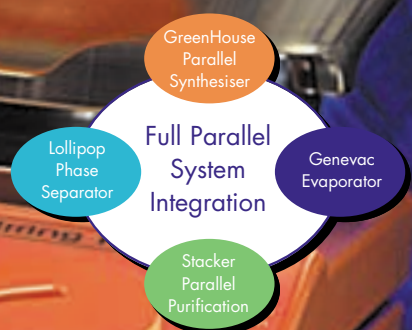 GreenHouse
Parallel
Synthesiser
Lollipop
Phase
Separator
Full Parallel
System
Integration
Genevac
Evaporator
Stacker
Parallel
Purification